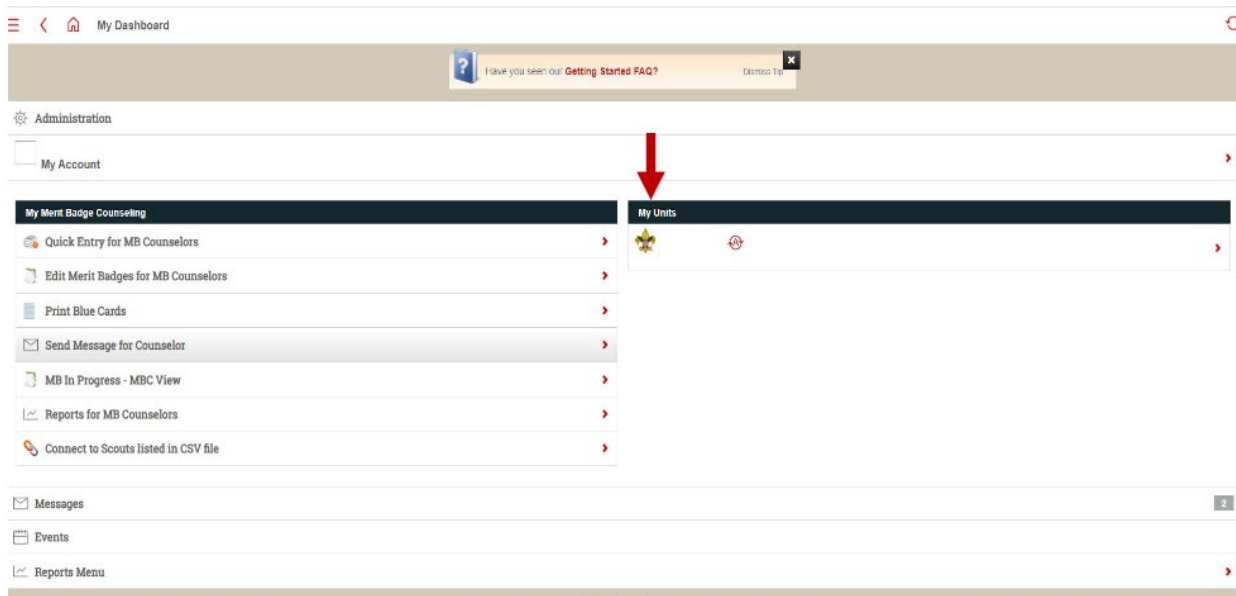 My Dashboard
Have you seen our Getting Started FAQ?
Dismiss Tip
Administration
My Account
My Merit Badge Counseling
Quick Entry for MB Counselors
Edit Merit Badges for MB Counselors
Print Blue Cards
Send Message for Counselor
MB In Progress - MBC View
Reports for MB Counselors
Connect to Scouts listed in CSV file
My Units
A
Messages
2
Events
Reports Menu